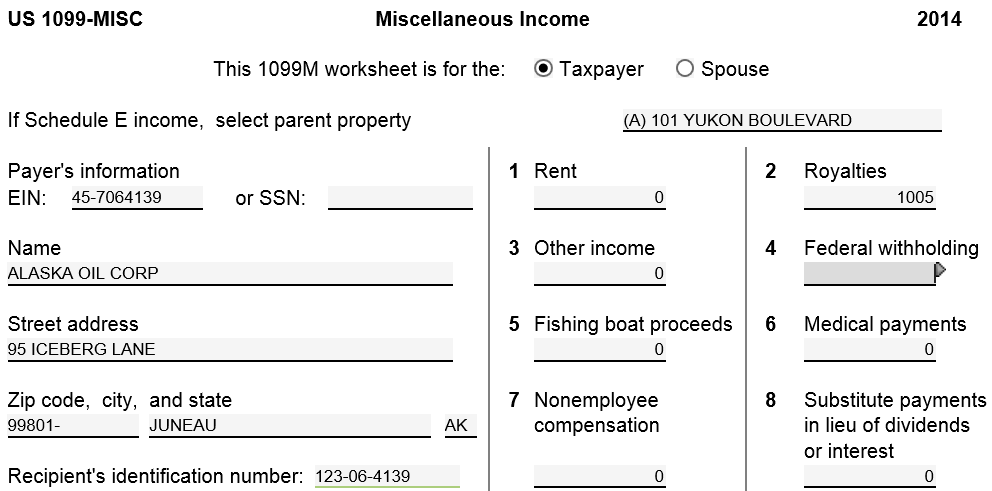 US 1099-MISC Miscellaneous Income 2014
This 1099M worksheet is for the: Taxpayer Spouse
If Schedule E income, select parent property (A) 101 YUKON BOULEVARD
Payer's information
EIN: 45-7064139 or SSN:
Name
ALASKA OIL CORP
Street address
95 ICEBERG LANE
Zip code, city, and state
99801- JUNEAU AK
Recipient's identification number: 123-06-4139
1 Rent
0
3 Other income
0
5 Fishing boat proceeds
0
7 Nonemployee
compensation
0
2 Royalties
1005
4 Federal withholding
6 Medical payments
0
8 Substitute payments
in lieu of dividends
or interest
0